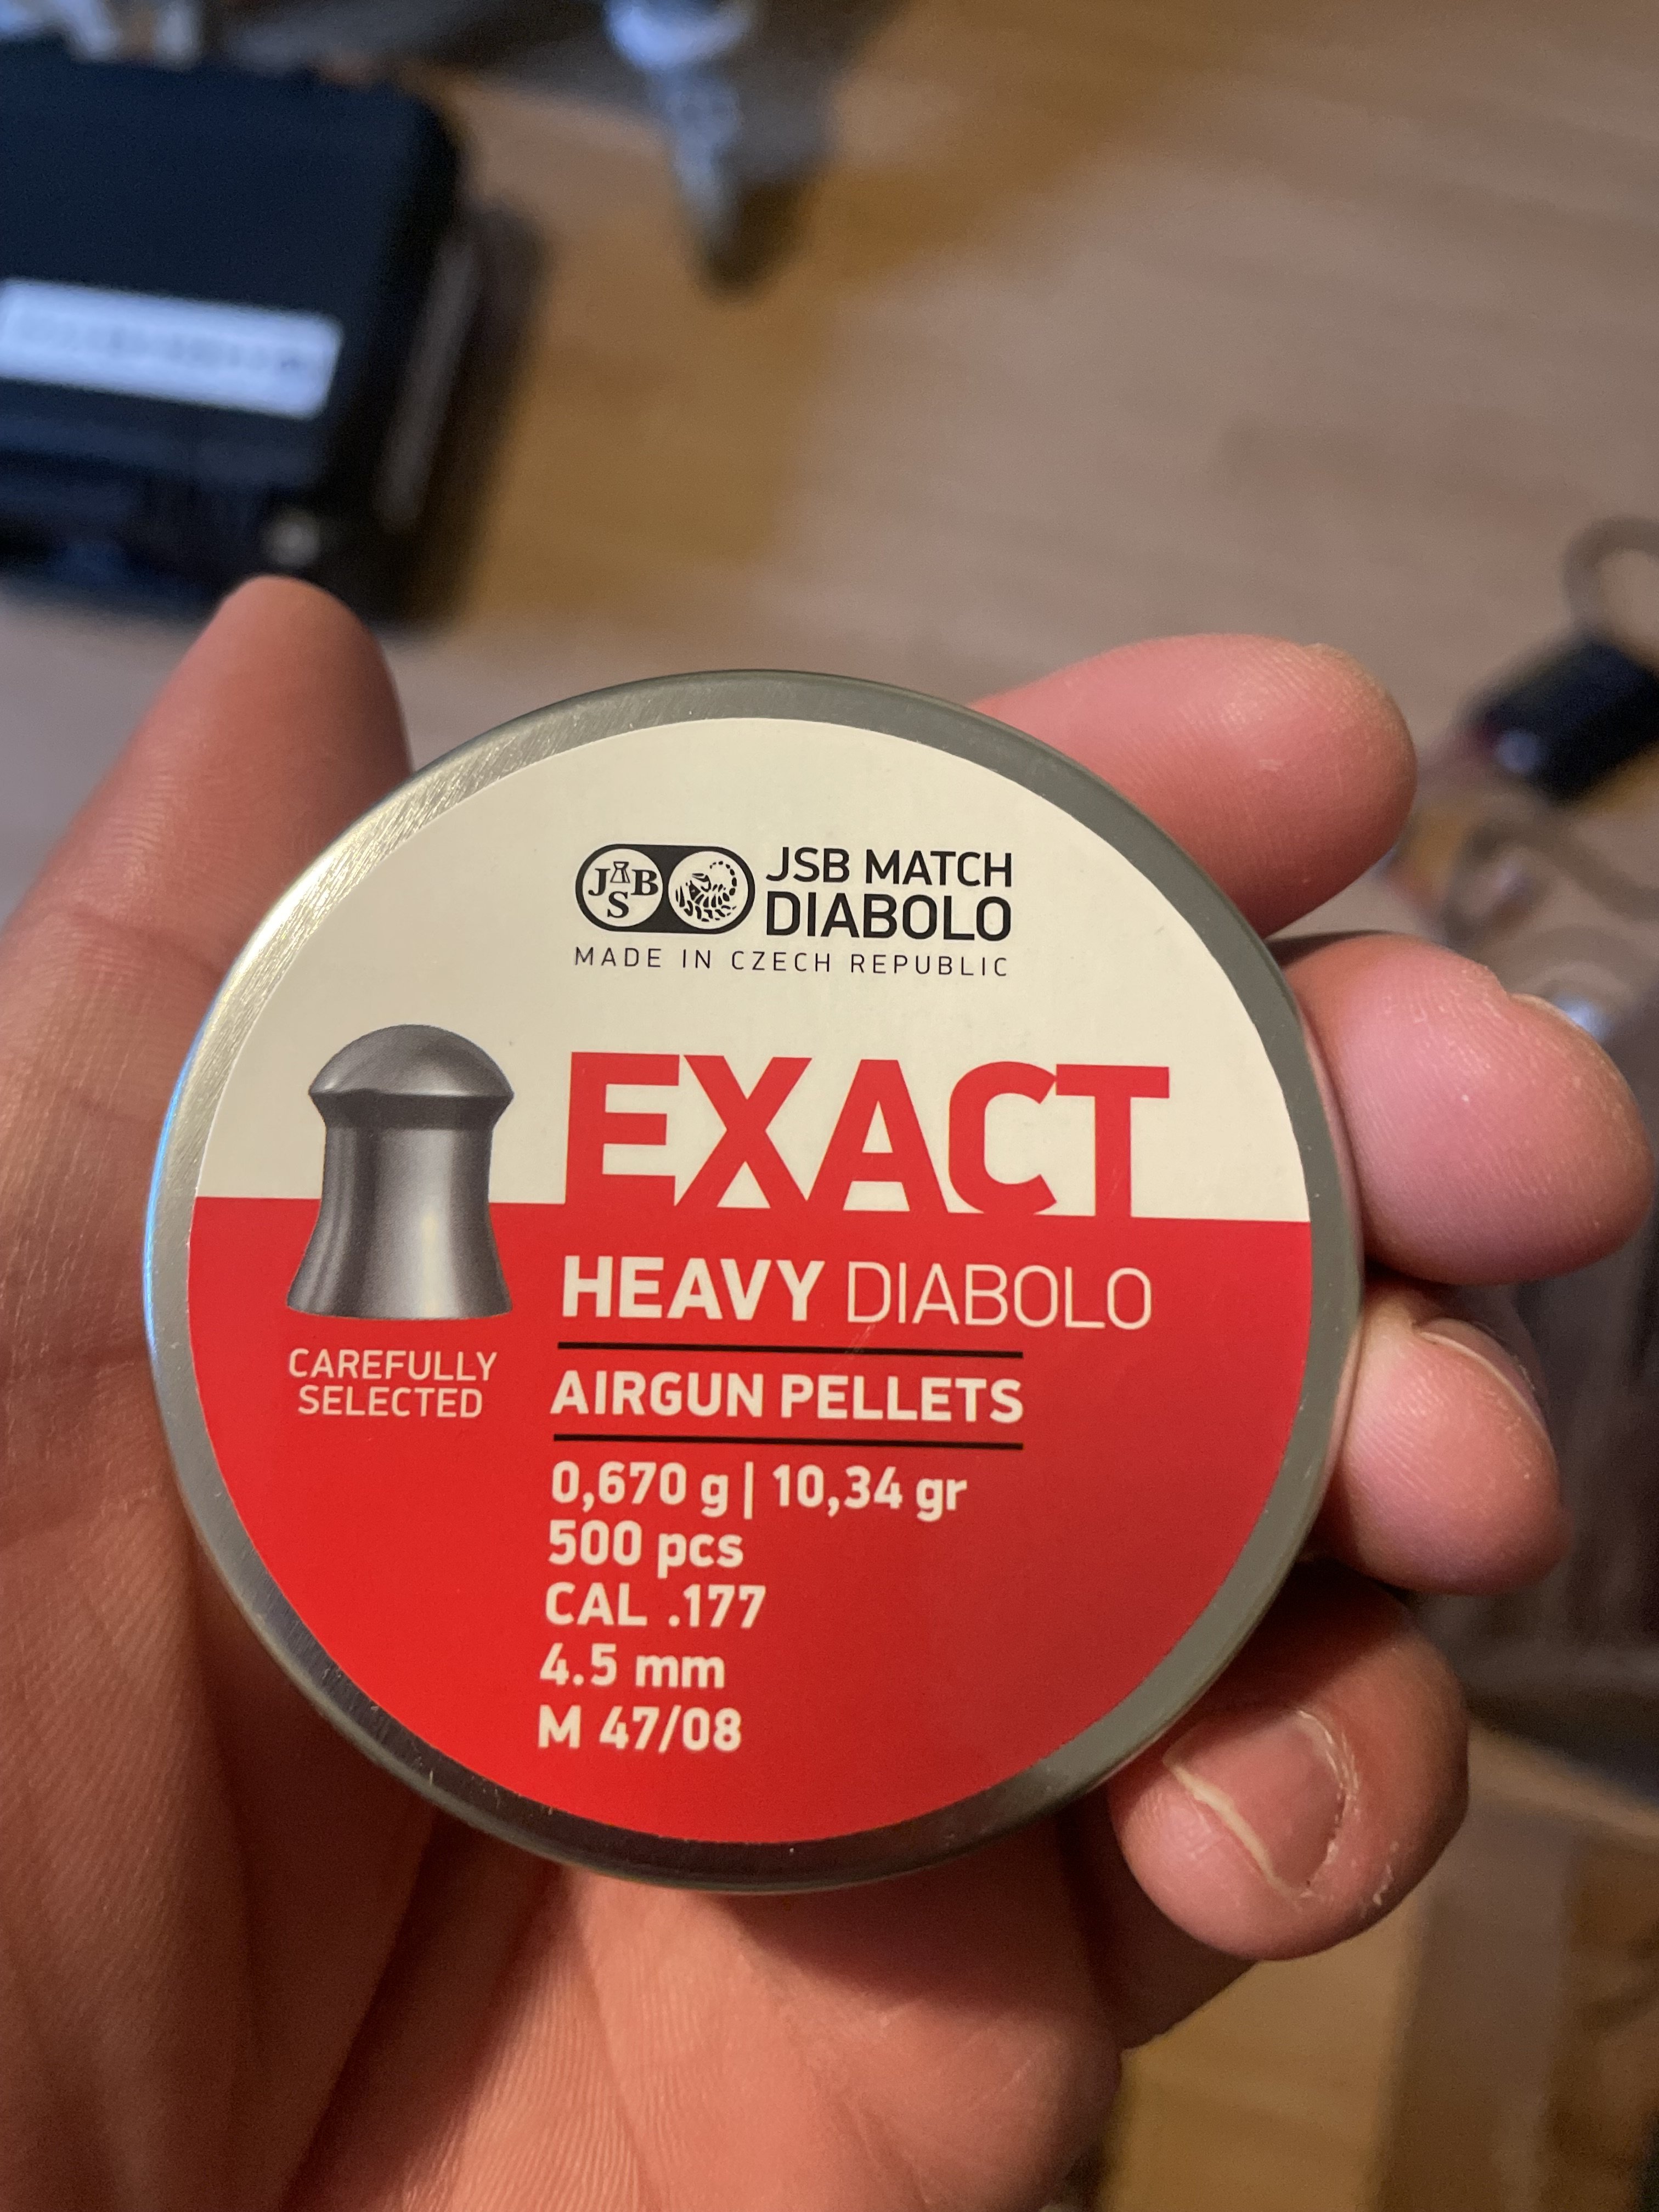 JSB
JSB MATCH
DIABOLO
MADE IN CZECH REPUBLIC
EXACT
HEAVY DIABOLO
CAREFULLY
SELECTED
AIRGUN PELLETS
0,670 g | 10,34 gr
500 pcs
CAL .177
4.5 mm
M 47/08